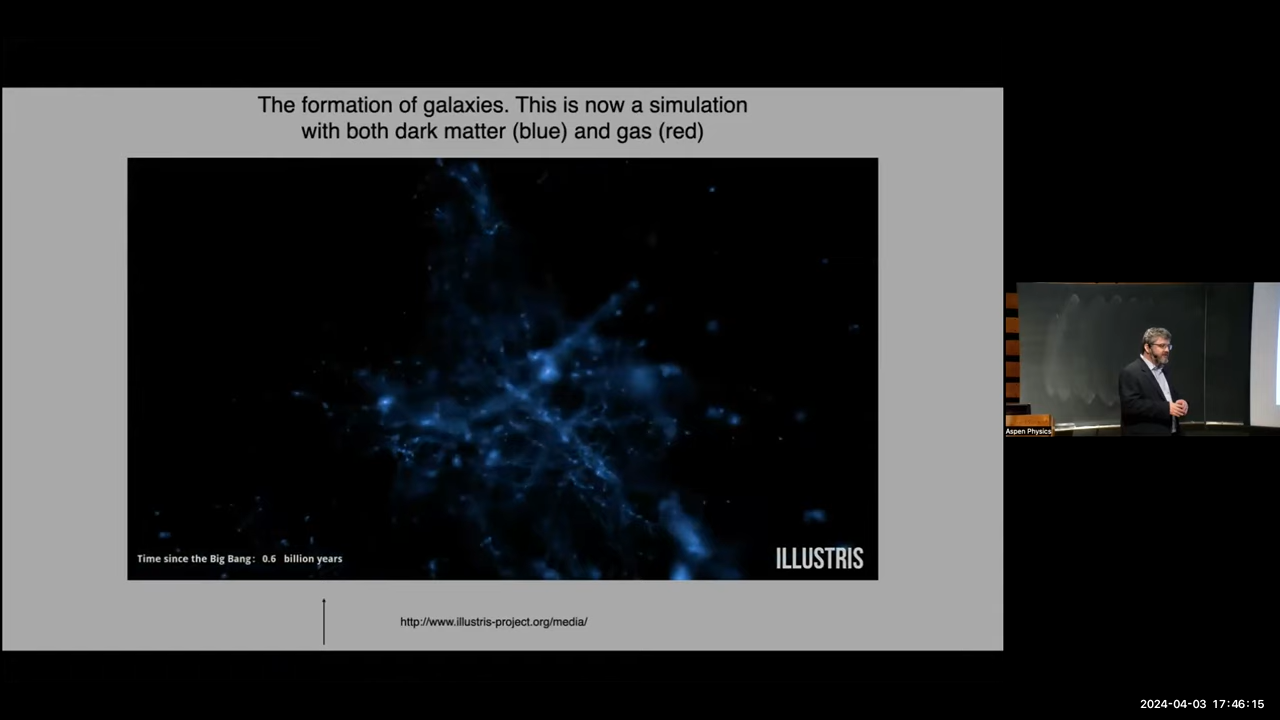 The formation of galaxies. This is now a simulation
with both dark matter (blue) and gas (red)
Time since the Big Bang: 0.6 billion years
ILLUSTRIS
http://www.illustris-project.org/media/
Aspen Physics
2024-04-03 17:46:15